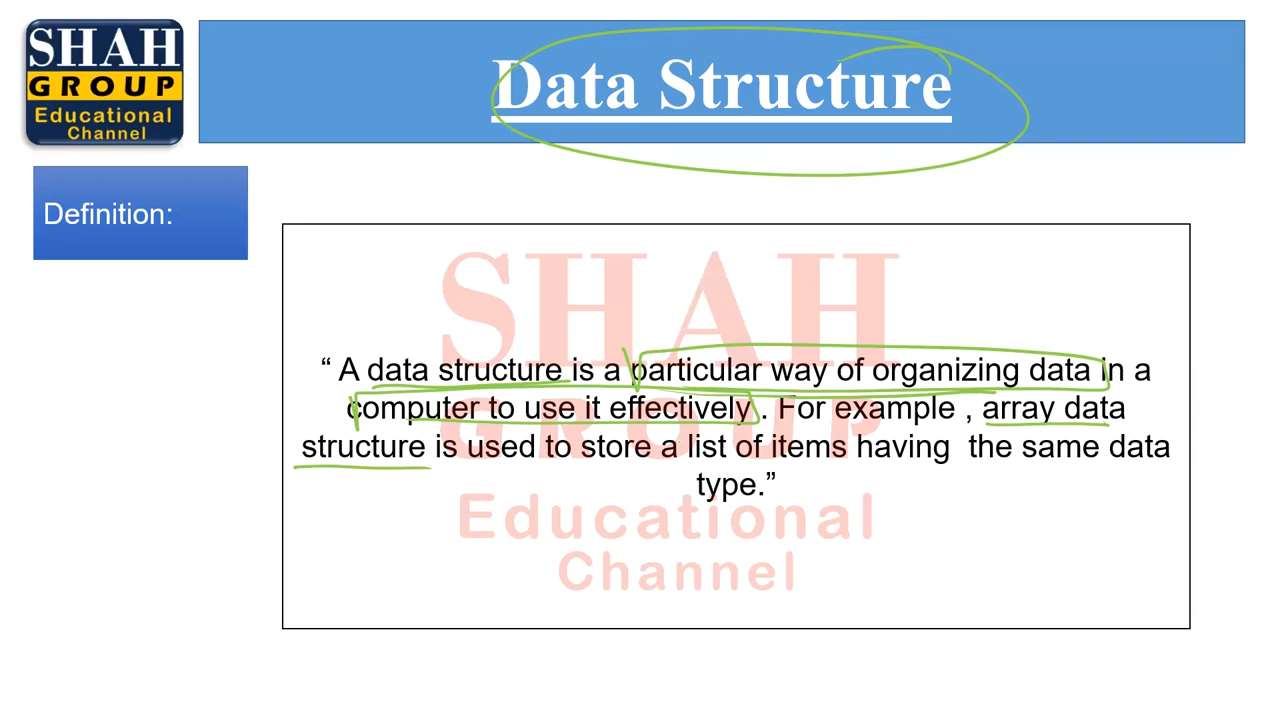 SHAH
GROUP
Educational
Channel
Data Structure
Definition:
SHAH
GROUP
Educational
Channel
“ A data structure is a particular way of organizing data in a
computer to use it effectively . For example , array data
structure is used to store a list of items having the same data
type.”